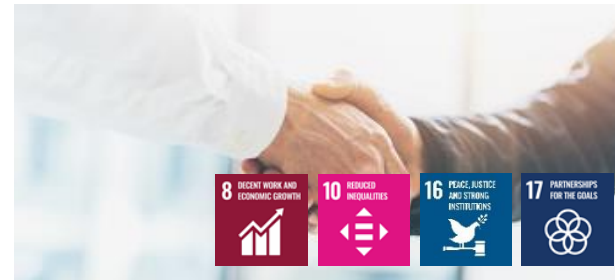 8 DECENT WORK AND
ECONOMIC GROWTH
10 REDUCED
INEQUALITIES
16 PEACE, JUSTICE
AND STRONG
INSTITUTIONS
17 PARTNERSHIPS
FOR THE GOALS